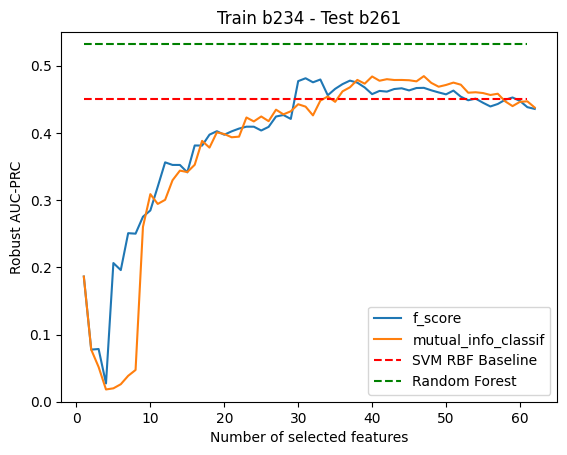 Train b234 - Test b261
Robust AUC-PRC
0.5
0.4
0.3
0.2
0.1
0.0
f_score
mutual_info_classif
SVM RBF Baseline
Random Forest
0 10 20 30 40 50 60
Number of selected features